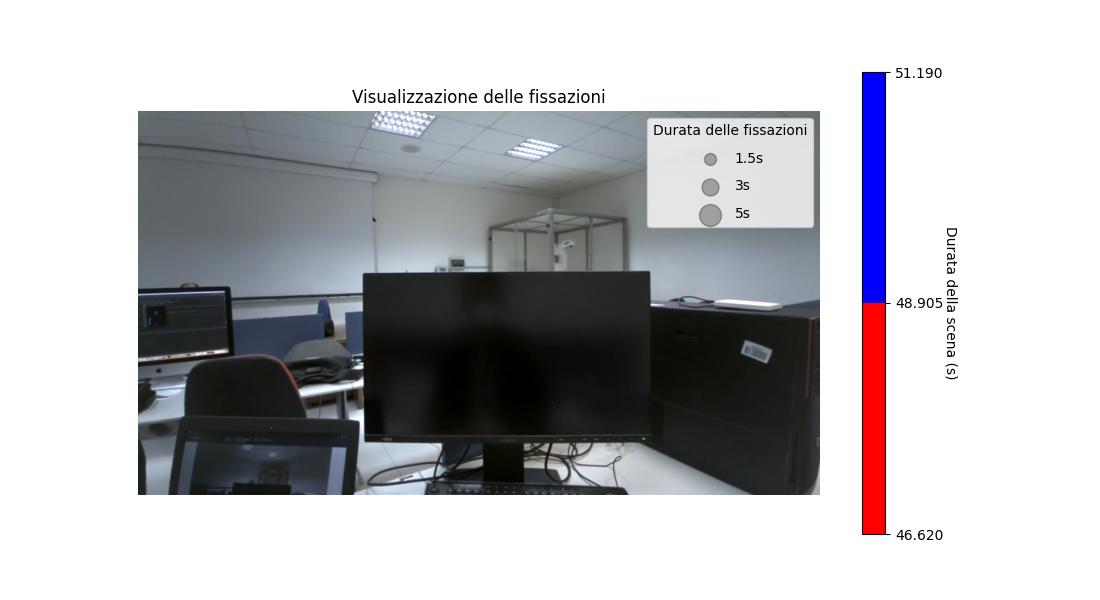 Visualizzazione delle fissazioni
Durata delle fissazioni
1.5s
3s
5s
51.190
48.905
46.620
Durata della scena (s)